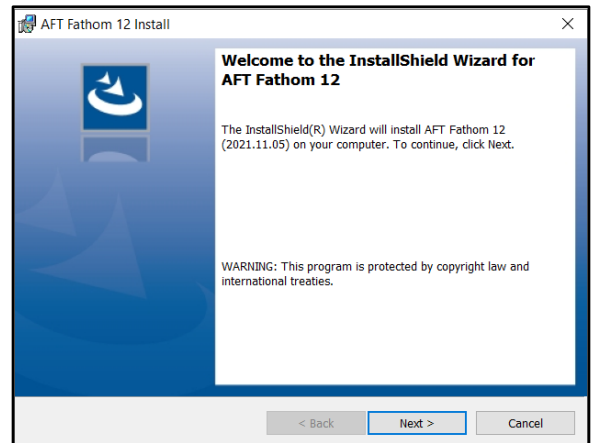 AFT Fathom 12 Install
Welcome to the InstallShield Wizard for
AFT Fathom 12
The InstallShield(R) Wizard will install AFT Fathom 12
(2021.11.05) on your computer. To continue, click Next.
WARNING: This program is protected by copyright law and
international treaties.
< Back Next > Cancel